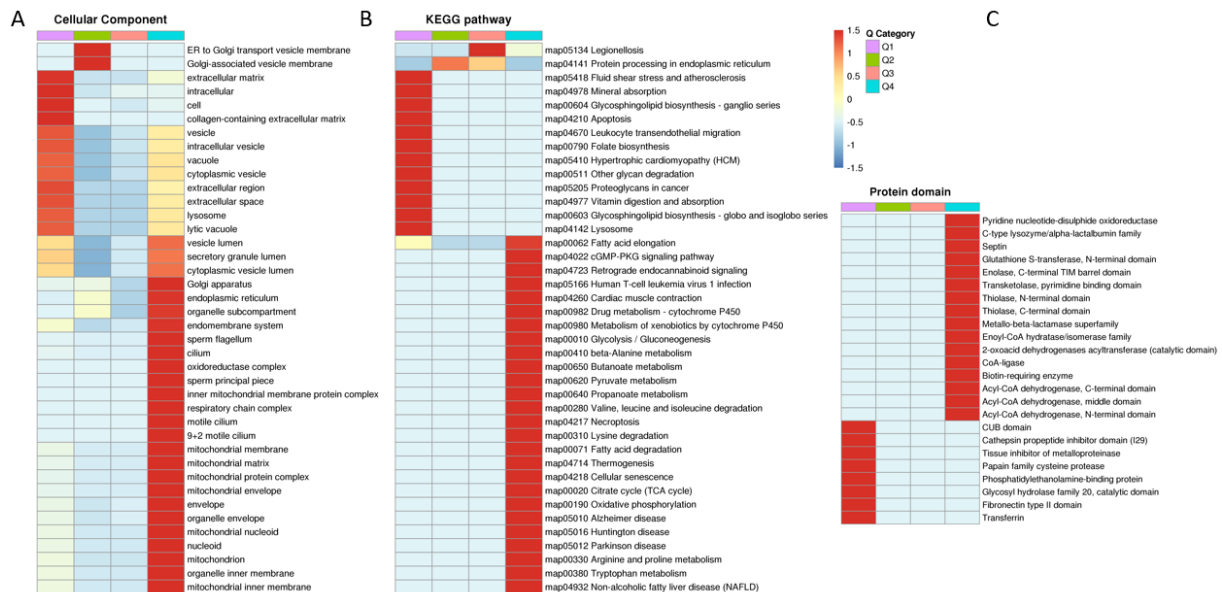 A
Cellular Component
ER to Golgi transport vesicle membrane
Golgi-associated vesicle membrane
extracellular matrix
intracellular
cell
collagen-containing extracellular matrix
vesicle
intracellular vesicle
vacuole
cytoplasmic vesicle
extracellular region
extracellular space
lysosome
lytic vacuole
vesicle lumen
secretory granule lumen
cytoplasmic vesicle lumen
Golgi apparatus
endoplasmic reticulum
organelle subcompartment
endomembrane system
sperm flagellum
cilium
oxidoreductase complex
sperm principal piece
inner mitochondrial membrane protein complex
respiratory chain complex
motile cilium
9+2 motile cilium
mitochondrial membrane
mitochondrial matrix
mitochondrial protein complex
mitochondrial envelope
envelope
organelle envelope
mitochondrial nucleoid
nucleoid
mitochondrion
organelle inner membrane
mitochondrial inner membrane
B
KEGG pathway
map05134 Legionellosis
map04141 Protein processing in endoplasmic reticulum
map05418 Fluid shear stress and atherosclerosis
map04978 Mineral absorption
map00604 Glycosphingolipid biosynthesis - ganglio series
map04210 Apoptosis
map04670 Leukocyte transendothelial migration
map00790 Folate biosynthesis
map05410 Hypertrophic cardiomyopathy (HCM)
map00511 Other glycan degradation
map05205 Proteoglycans in cancer
map04977 Vitamin digestion and absorption
map00603 Glycosphingolipid biosynthesis - globo and isoglobo series
map04142 Lysosome
map00062 Fatty acid elongation
map04022 cGMP-PKG signaling pathway
map04723 Retrograde endocannabinoid signaling
map05166 Human T-cell leukemia virus 1 infection
map04260 Cardiac muscle contraction
map00982 Drug metabolism - cytochrome P450
map00980 Metabolism of xenobiotics by cytochrome P450
map00010 Glycolysis / Gluconeogenesis
map00410 beta-Alanine metabolism
map00650 Butanoate metabolism
map00620 Pyruvate metabolism
map00640 Propanoate metabolism
map00280 Valine, leucine and isoleucine degradation
map04217 Necroptosis
map00310 Lysine degradation
map00071 Fatty acid degradation
map04714 Thermogenesis
map04218 Cellular senescence
map00020 Citrate cycle (TCA cycle)
map00190 Oxidative phosphorylation
map05010 Alzheimer disease
map05016 Huntington disease
map05012 Parkinson disease
map00330 Arginine and proline metabolism
map00380 Tryptophan metabolism
map04932 Non-alcoholic fatty liver disease (NAFLD)
1.5
1
0.5
0
-0.5
-1
-1.5
Q Category
Q1
Q2
Q3
Q4
C
Protein domain
Pyridine nucleotide-disulphide oxidoreductase
C-type lysozyme/alpha-lactalbumin family
Septin
Glutathione S-transferase, N-terminal domain
Enolase, C-terminal TIM barrel domain
Transketolase, pyrimidine binding domain
Thiolase, N-terminal domain
Thiolase, C-terminal domain
Metallo-beta-lactamase superfamily
Enoyl-CoA hydratase/isomerase family
2-oxoacid dehydrogenases acyltransferase (catalytic domain)
CoA-ligase
Biotin-requiring enzyme
Acyl-CoA dehydrogenase, C-terminal domain
Acyl-CoA dehydrogenase, middle domain
Acyl-CoA dehydrogenase, N-terminal domain
CUB domain
Cathepsin propeptide inhibitor domain (I29)
Tissue inhibitor of metalloproteinase
Papain family cysteine protease
Phosphatidylethanolamine-binding protein
Glycosyl hydrolase family 20, catalytic domain
Fibronectin type II domain
Transferrin